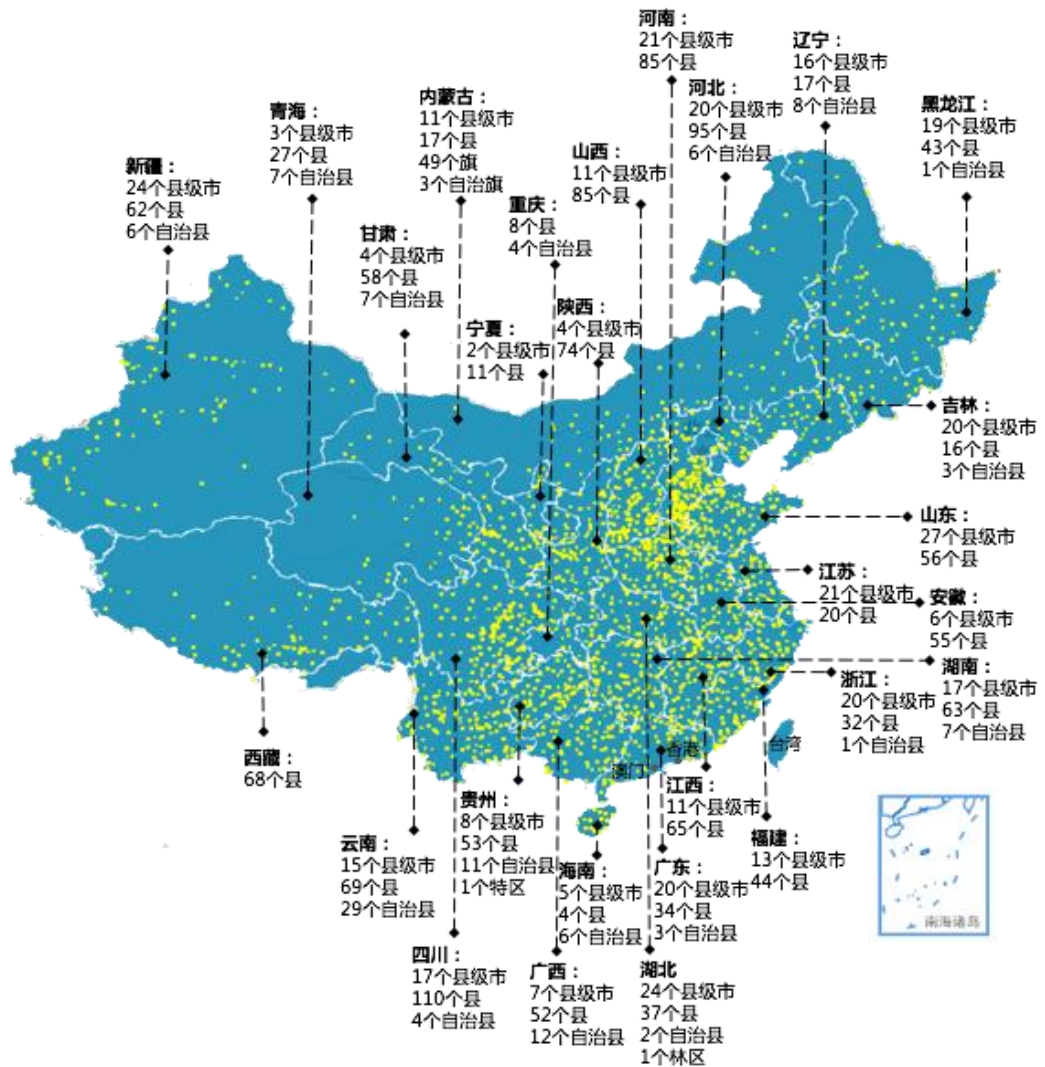 河南：
21个县级市
85个县
辽宁：
16个县级市
17个县
8个自治县
河北：
20个县级市
95个县
6个自治县
黑龙江：
19个县级市
43个县
1个自治县
内蒙古：
11个县级市
17个县
49个旗
3个自治旗
青海：
3个县级市
27个县
7个自治县
山西：
11个县级市
85个县
新疆：
24个县级市
62个县
6个自治县
重庆：
8个县
4个自治县
甘肃：
4个县级市
58个县
7个自治县
陕西：
4个县级市
74个县
宁夏：
2个县级市
11个县
吉林：
20个县级市
16个县
3个自治县
山东：
27个县级市
56个县
江苏：
21个县级市
20个县
安徽：
6个县级市
55个县
浙江：
20个县级市
32个县
1个自治县
湖南：
17个县级市
63个县
7个自治县
香港
台湾
澳门
西藏：
68个县
江西：
11个县级市
65个县
贵州：
8个县级市
53个县
11个自治县
1个特区
福建：
13个县级市
44个县
云南：
15个县级市
69个县
29个自治县
海南：
5个县级市
4个县
6个自治县
广东：
20个县级市
34个县
3个自治县
南海诸岛
四川：
17个县级市
110个县
4个自治县
广西：
7个县级市
52个县
12个自治县
湖北
24个县级市
37个县
2个自治县
1个林区